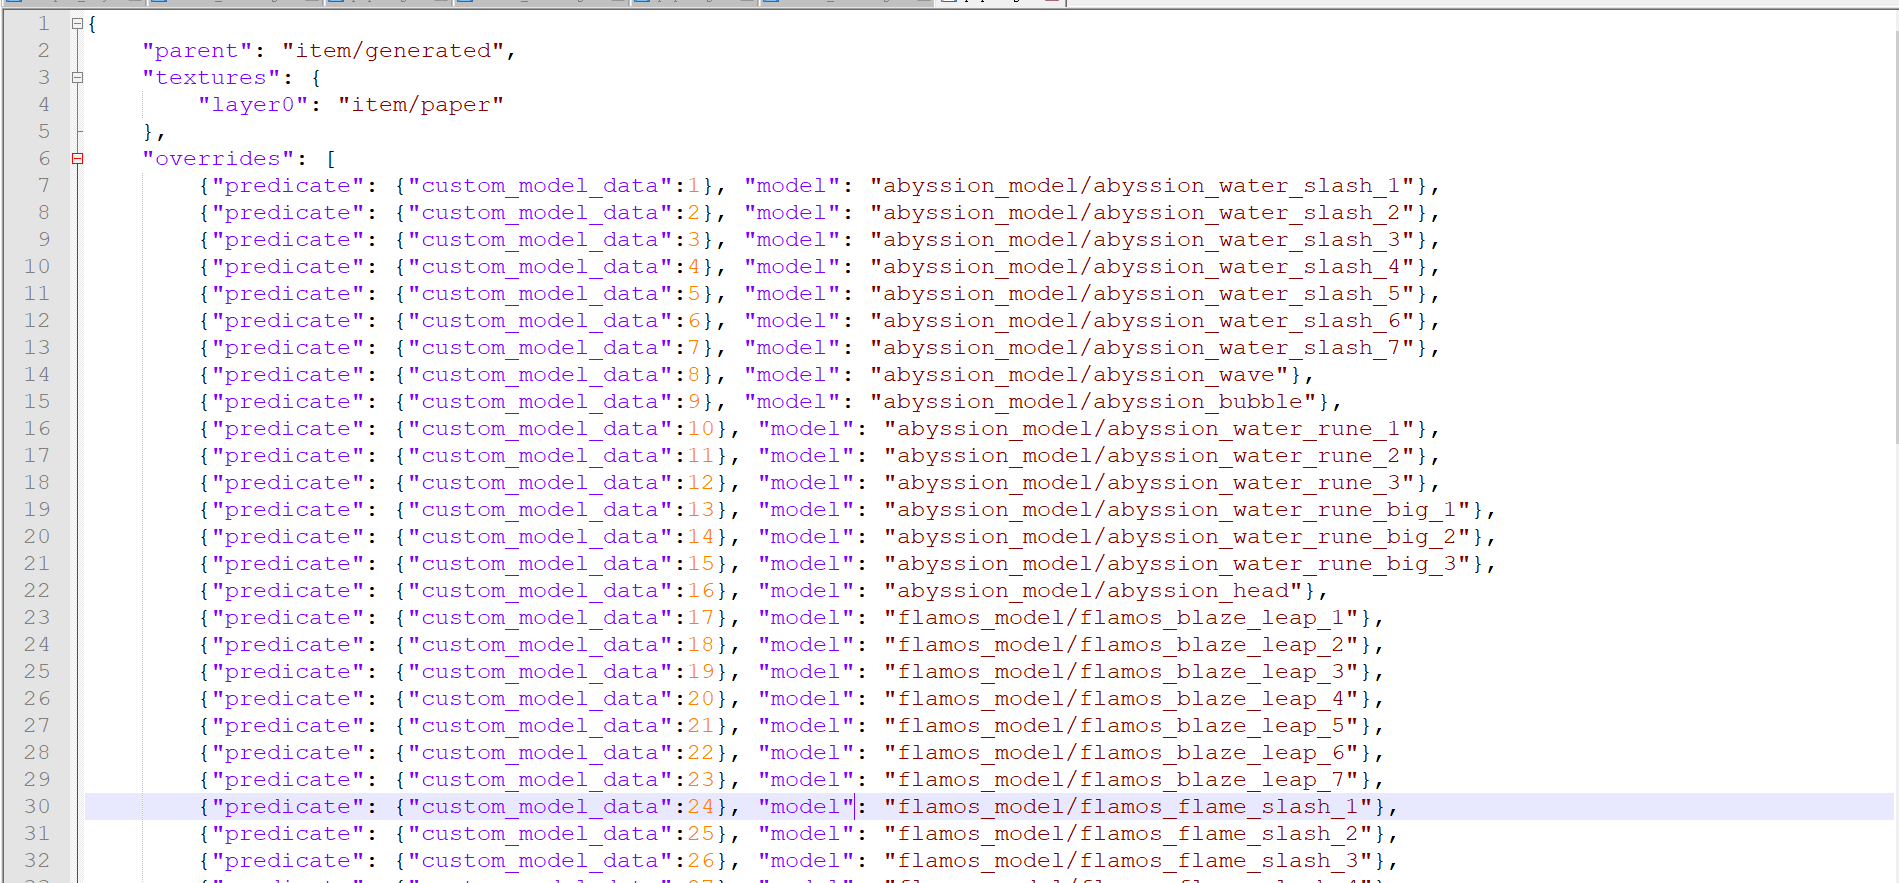 1 {
2 "parent": "item/generated",
3 "textures": {
4 "layer0": "item/paper"
5 },
6 "overrides": [
7 {"predicate": {"custom_model_data":1}, "model": "abyssion_model/abyssion_water_slash_1"},
8 {"predicate": {"custom_model_data":2}, "model": "abyssion_model/abyssion_water_slash_2"},
9 {"predicate": {"custom_model_data":3}, "model": "abyssion_model/abyssion_water_slash_3"},
10 {"predicate": {"custom_model_data":4}, "model": "abyssion_model/abyssion_water_slash_4"},
11 {"predicate": {"custom_model_data":5}, "model": "abyssion_model/abyssion_water_slash_5"},
12 {"predicate": {"custom_model_data":6}, "model": "abyssion_model/abyssion_water_slash_6"},
13 {"predicate": {"custom_model_data":7}, "model": "abyssion_model/abyssion_water_slash_7"},
14 {"predicate": {"custom_model_data":8}, "model": "abyssion_model/abyssion_wave"},
15 {"predicate": {"custom_model_data":9}, "model": "abyssion_model/abyssion_bubble"},
16 {"predicate": {"custom_model_data":10}, "model": "abyssion_model/abyssion_water_rune_1"},
17 {"predicate": {"custom_model_data":11}, "model": "abyssion_model/abyssion_water_rune_2"},
18 {"predicate": {"custom_model_data":12}, "model": "abyssion_model/abyssion_water_rune_3"},
19 {"predicate": {"custom_model_data":13}, "model": "abyssion_model/abyssion_water_rune_big_1"},
20 {"predicate": {"custom_model_data":14}, "model": "abyssion_model/abyssion_water_rune_big_2"},
21 {"predicate": {"custom_model_data":15}, "model": "abyssion_model/abyssion_water_rune_big_3"},
22 {"predicate": {"custom_model_data":16}, "model": "abyssion_model/abyssion_head"},
23 {"predicate": {"custom_model_data":17}, "model": "flamos_model/flamos_blaze_leap_1"},
24 {"predicate": {"custom_model_data":18}, "model": "flamos_model/flamos_blaze_leap_2"},
25 {"predicate": {"custom_model_data":19}, "model": "flamos_model/flamos_blaze_leap_3"},
26 {"predicate": {"custom_model_data":20}, "model": "flamos_model/flamos_blaze_leap_4"},
27 {"predicate": {"custom_model_data":21}, "model": "flamos_model/flamos_blaze_leap_5"},
28 {"predicate": {"custom_model_data":22}, "model": "flamos_model/flamos_blaze_leap_6"},
29 {"predicate": {"custom_model_data":23}, "model": "flamos_model/flamos_blaze_leap_7"},
30 {"predicate": {"custom_model_data":24}, "model": "flamos_model/flamos_flame_slash_1"},
31 {"predicate": {"custom_model_data":25}, "model": "flamos_model/flamos_flame_slash_2"},
32 {"predicate": {"custom_model_data":26}, "model": "flamos_model/flamos_flame_slash_3"},